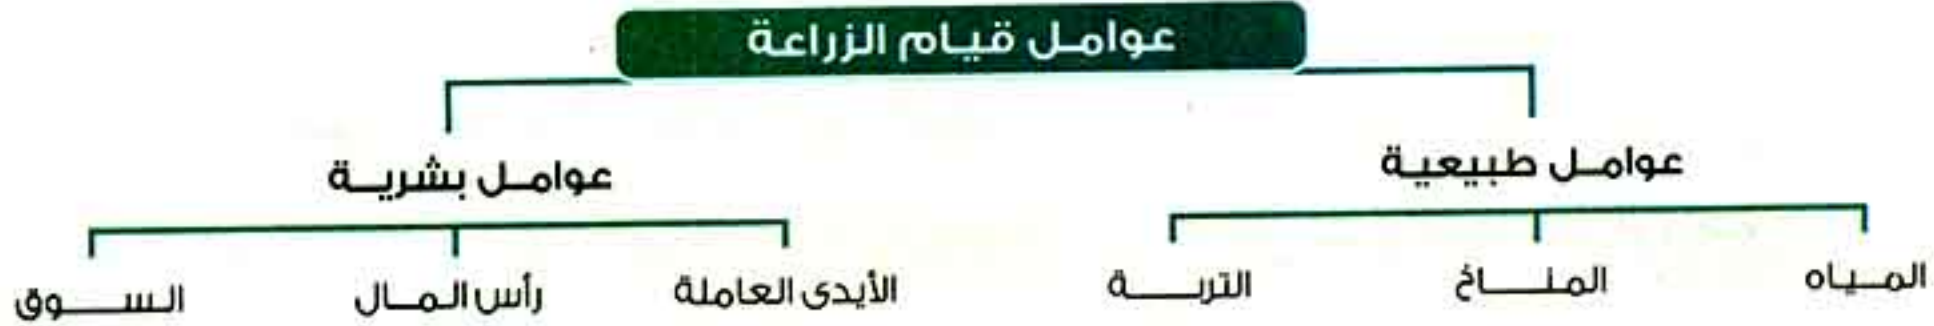 عوامل قيام الزراعة
عوامل طبيعية
عوامل بشرية
المياه
المناخ
التربة
الأيدى العاملة
رأس المال
السوق